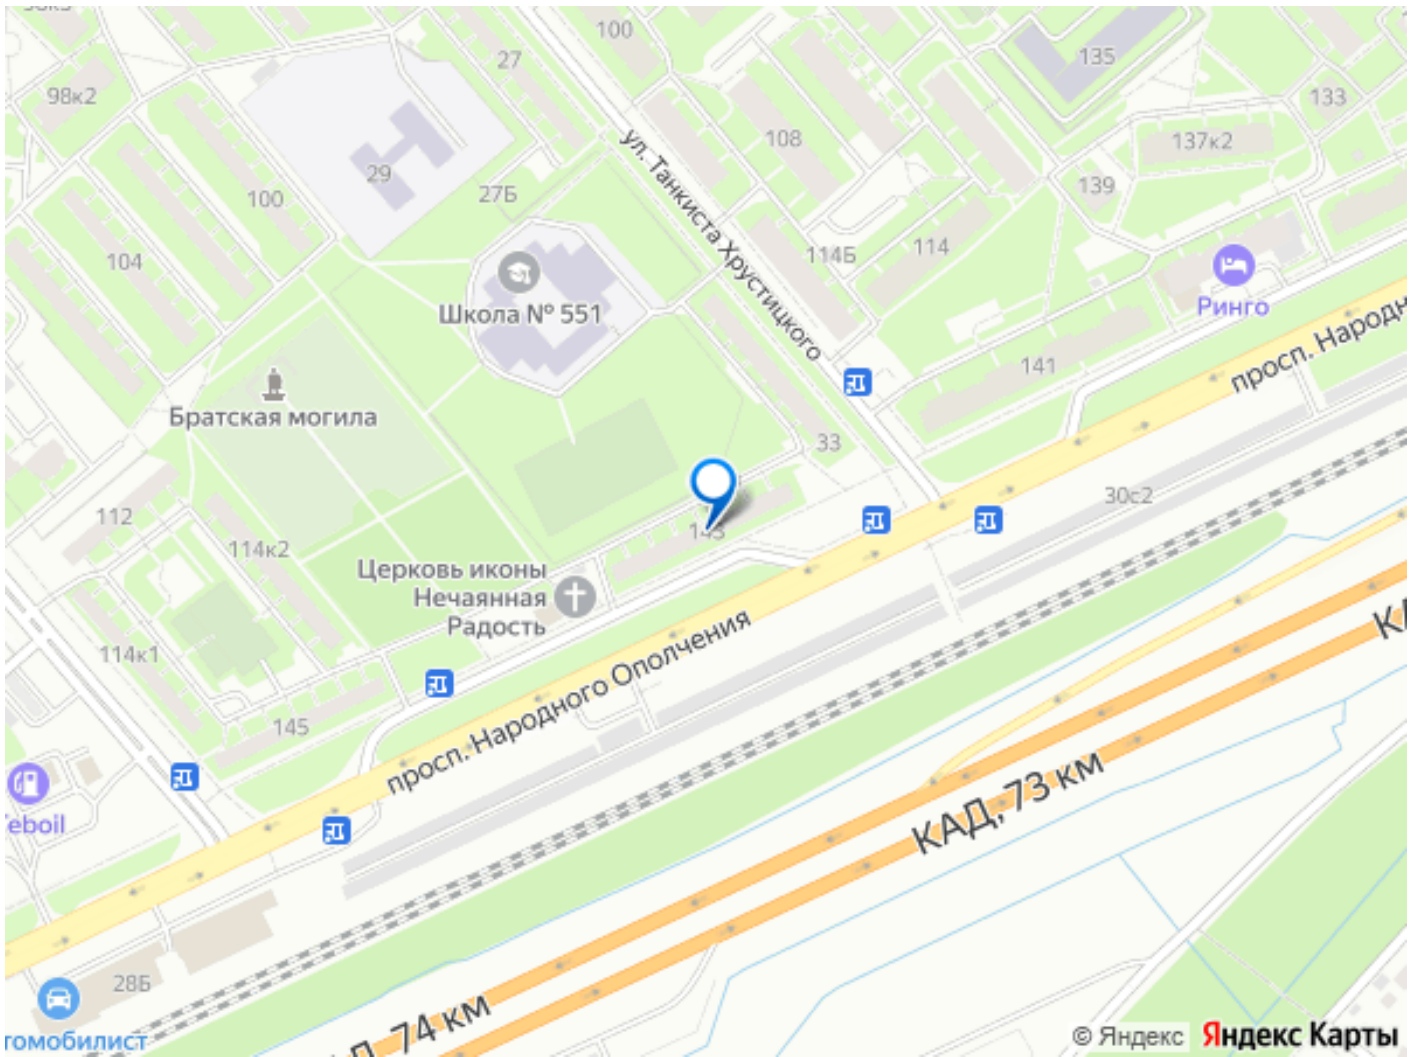 27
100
135
98к2
133
29
108
137к2
27Б
ул. Танкиста Хрустицкого
139
100
104
114Б
114
Школа № 551
Ринго
просп. Народн
141
Братская могила
33
30с2
112
114к2
143
Церковь иконы
Нечаянная
Радость
114к1
просп. Народного Ополчения
145
КАД, 73 км
eboil
28Б
74 км
томобилист
© Яндекс
Яндекс Карты